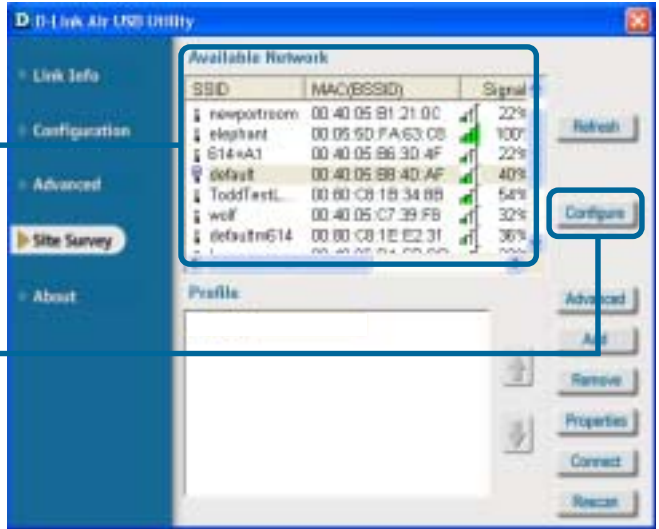 D-Link Air USB Utility
Link Info
Configuration
Advanced
Site Survey
About
Available Network
SSID MAC(BSSID) Signal
newportroom 00 40 05 B1 21 0C 22%
elephant 00 05 5D FA 63 C8 100%
614+A1 00 40 05 B6 3D 4F 22%
default 00 40 05 BB 4D AF 40%
ToddTestL... 00 80 C8 1B 34 8B 54%
wolf 00 40 05 C7 39 FB 32%
defaultm614 00 80 C8 1E E2 31 36%
Refresh
Configure
Profile
Advanced
Add
Remove
Properties
Connect
Rescan